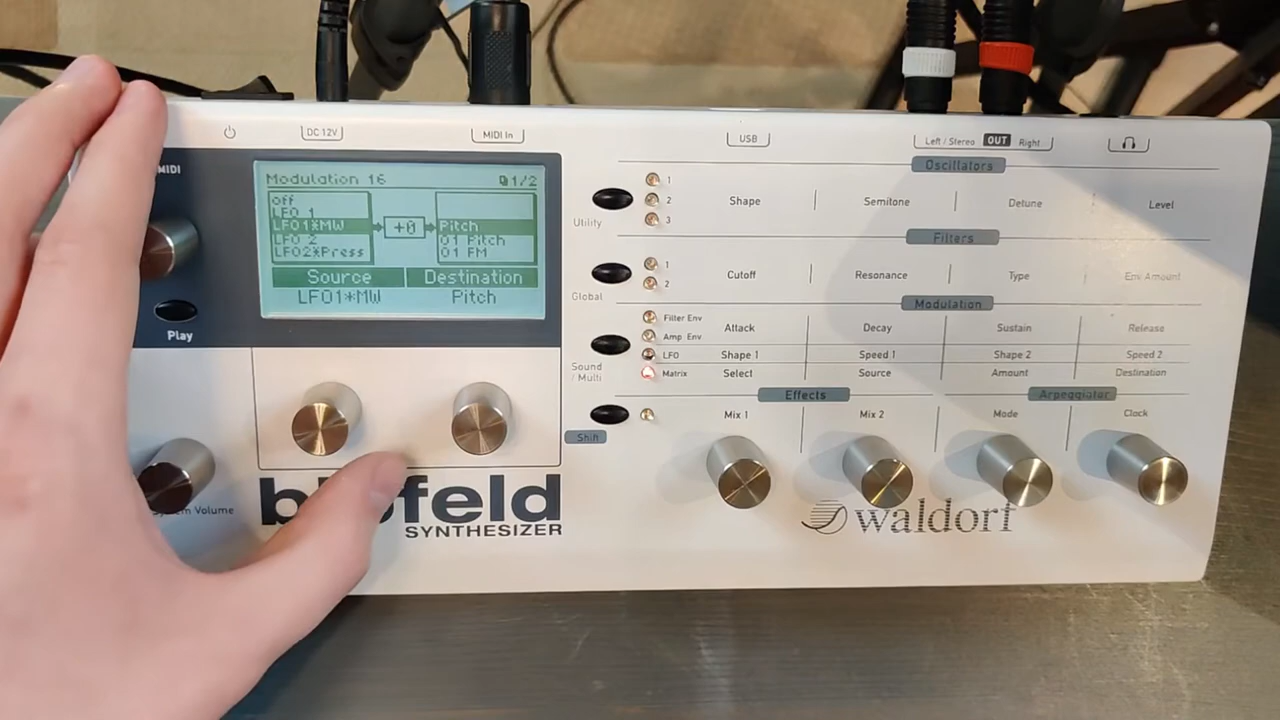 DC 12V
MIDI In
USB
Left / Stereo OUT Right
MIDI
Play
System Volume
Modulation 16
1/2
off
LFO 1
LFO1*MW
LFO 2
LFO2*Press
+0
Pitch
O1 Pitch
O1 FM
Source Destination
LFO1*MW Pitch
Utility
Global
Sound / Multi
Shift
Oscillators
1
2
3
Shape Semitone Detune Level
Filters
1
2
Cutoff Resonance Type Env Amount
Modulation
Filter Env
Amp Env
LFO
Matrix
Attack Decay Sustain Release
Shape 1 Speed 1 Shape 2 Speed 2
Select Source Amount Destination
Effects Arpeggiator
Mix 1 Mix 2 Mode Clock
SYNTHESIZER
waldorf